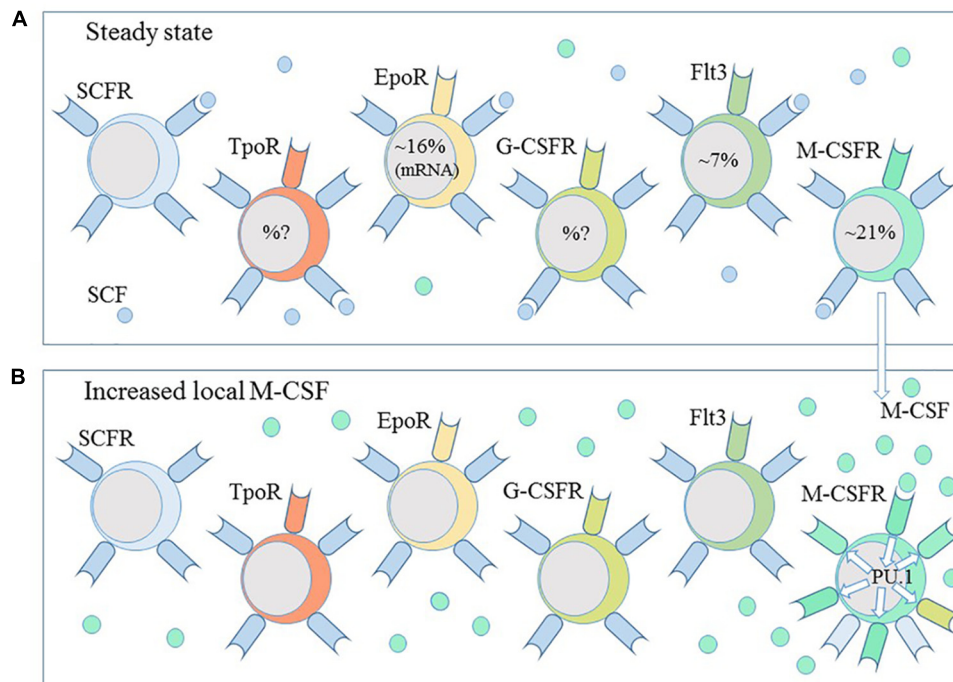 A
Steady state
SCFR
TpoR
EpoR
~16%
(mRNA)
G-CSFR
Flt3
~7%
M-CSFR
%?
%?
~21%
SCF
B
Increased local M-CSF
M-CSF
SCFR
TpoR
EpoR
G-CSFR
Flt3
M-CSFR
PU.1